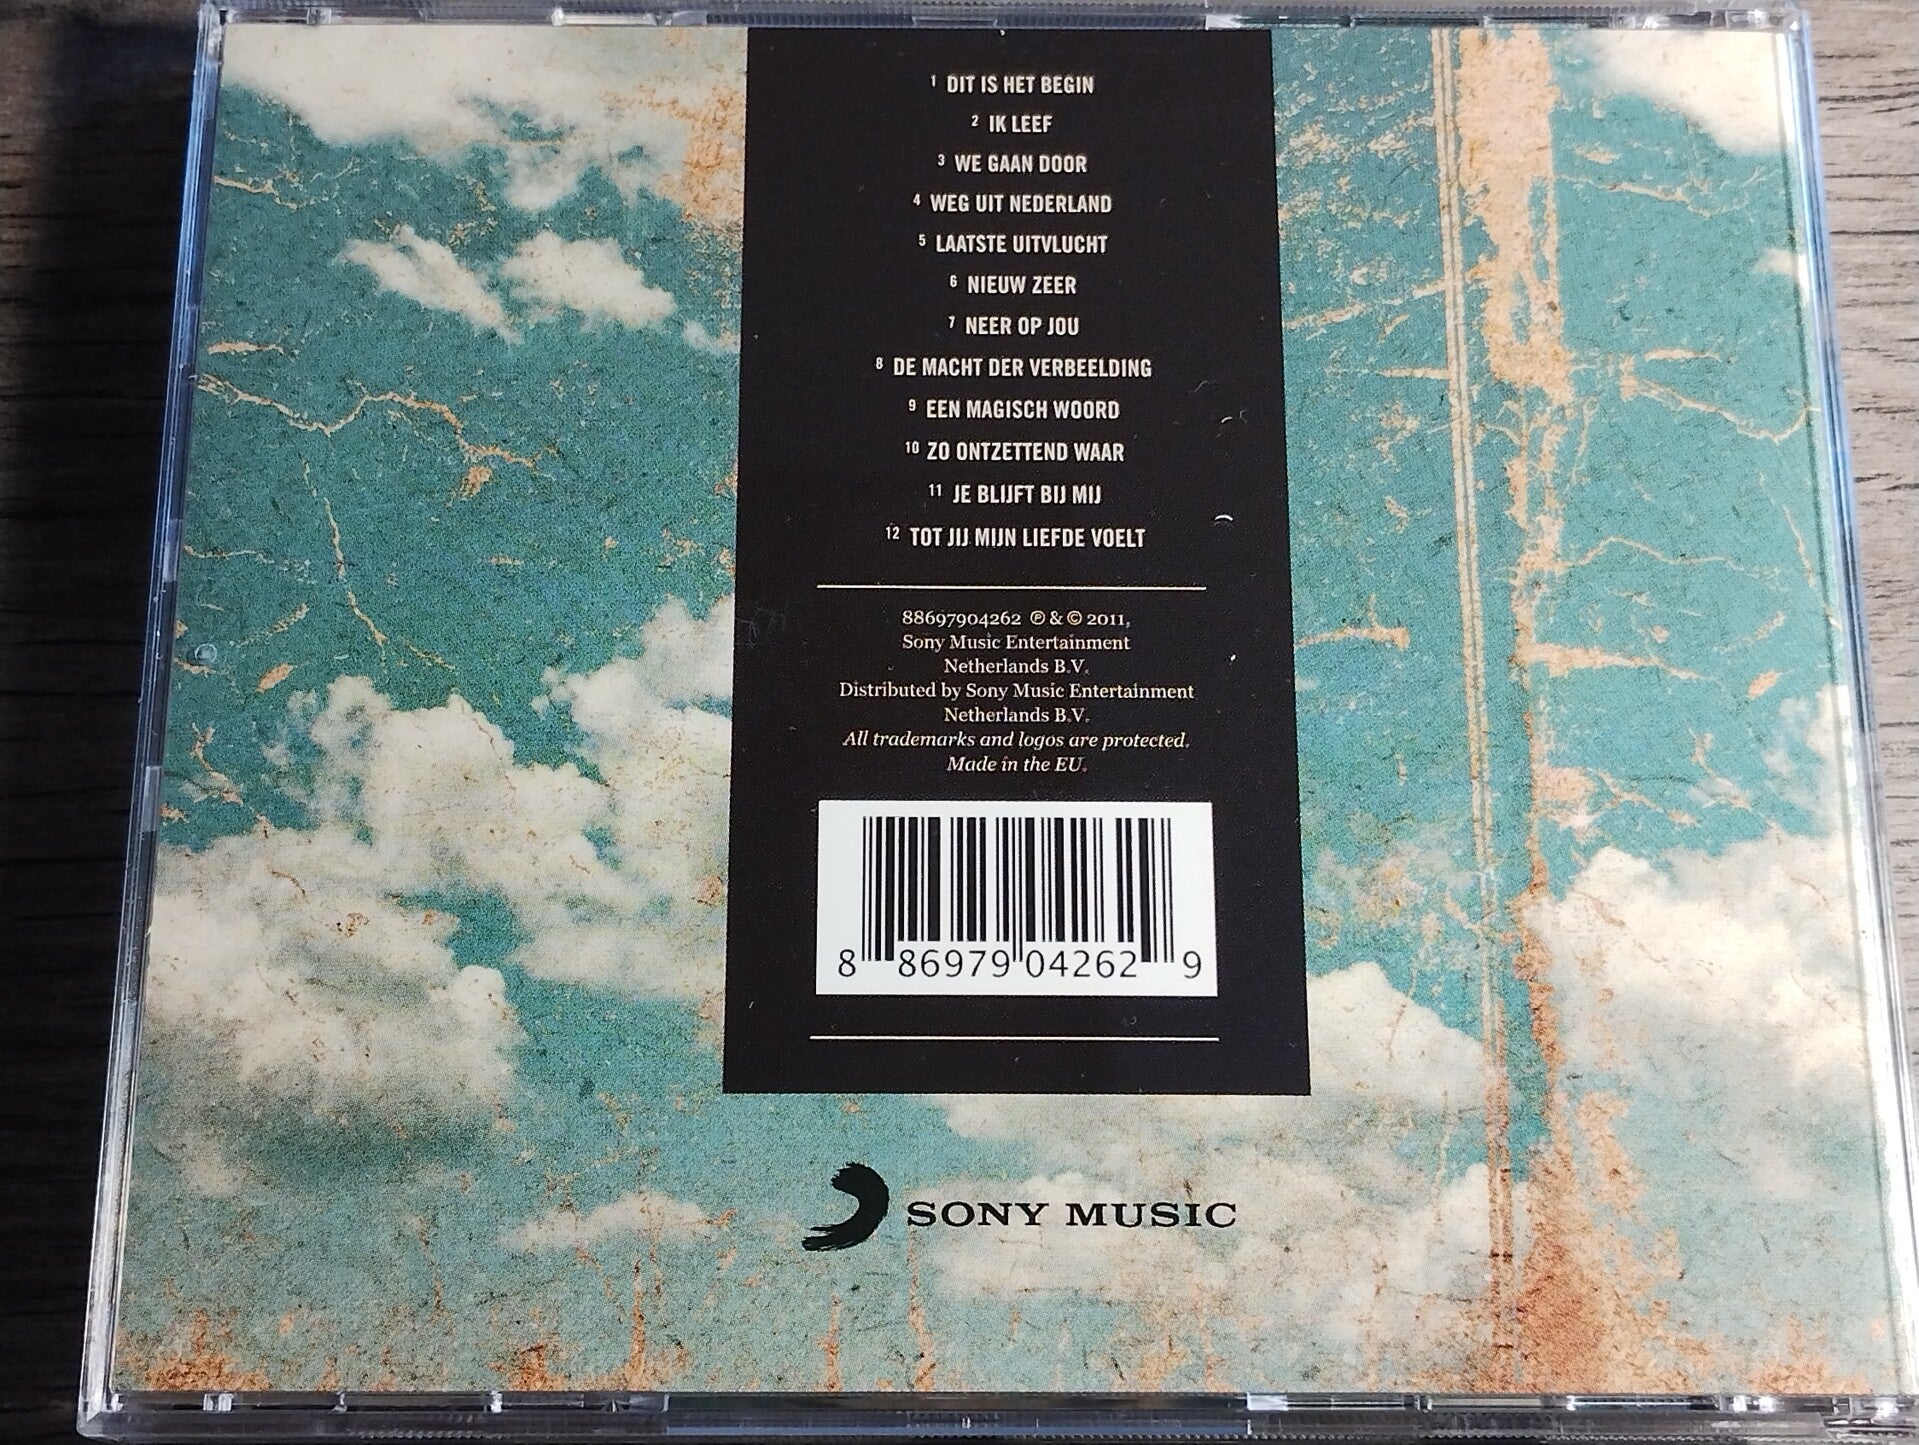 1 DIT IS HET BEGIN
2 IK LEEF
3 WE GAAN DOOR
4 WEG UIT NEDERLAND
5 LAATSTE UITVLUCHT
6 NIEUW ZEER
7 NEER OP JOU
8 DE MACHT DER VERBEELDING
9 EEN MAGISCH WOORD
10 ZO ONTZETTEND WAAR
11 JE BLIJFT BIJ MIJ
12 TOT JIJ MIJN LIEFDE VOELT
88697904262 ℗ & © 2011,
Sony Music Entertainment
Netherlands B.V.
Distributed by Sony Music Entertainment
Netherlands B.V.
All trademarks and logos are protected.
Made in the EU.
8 86979 04262 9
SONY MUSIC